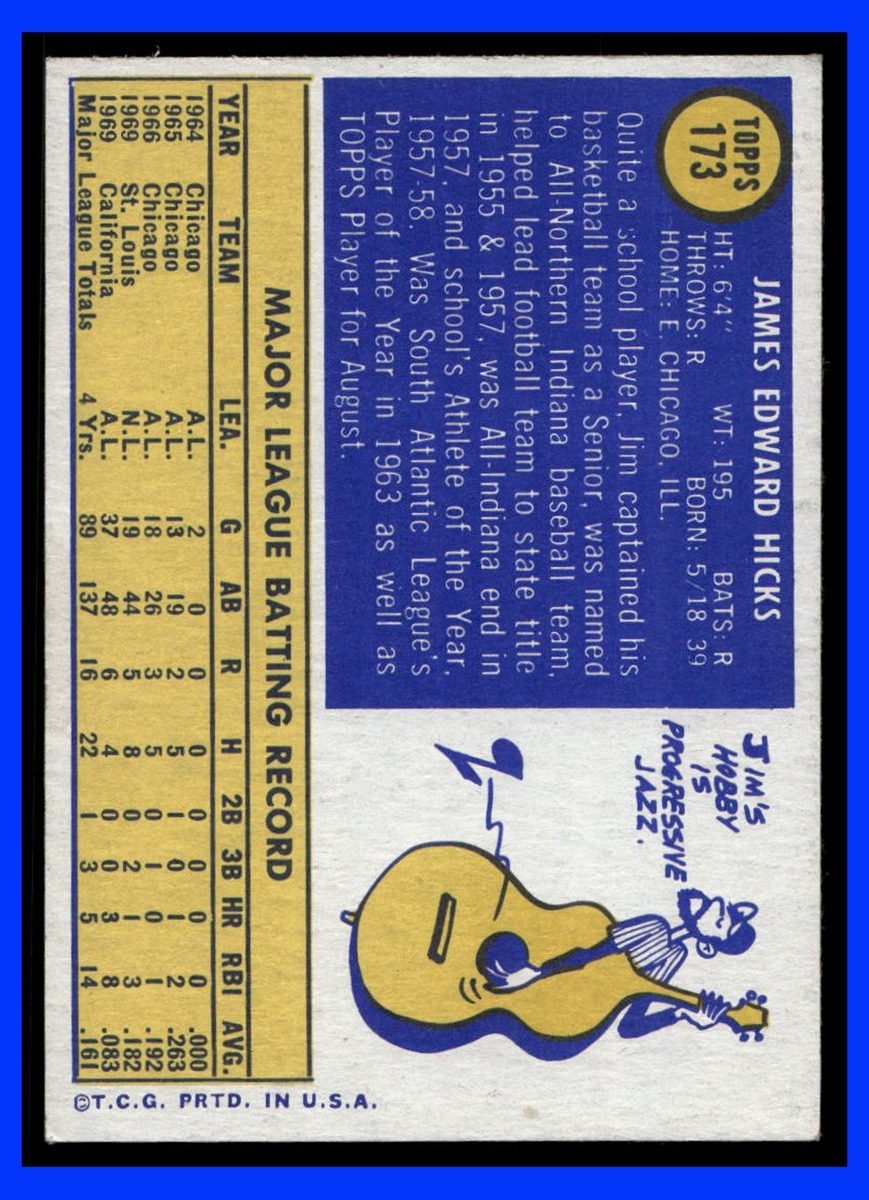 TOPPS
173
JAMES EDWARD HICKS
HT: 6'4" WT: 195 BATS: R
THROWS: R BORN: 5/18 39
HOME: E. CHICAGO, ILL.
Quite a school player, Jim captained his
basketball team as a Senior, was named
to All-Northern Indiana baseball team,
helped lead football team to state title
in 1955 & 1957, was All-Indiana end in
1957, and school's Athlete of the Year,
1957-58. Was South Atlantic League's
Player of the Year in 1963 as well as
TOPPS Player for August.
JIM'S
HOBBY
IS
PROGRESSIVE
JAZZ.
MAJOR LEAGUE BATTING RECORD
YEAR TEAM LEA. G AB R H 2B 3B HR RBI AVG.
1964 Chicago A.L. 2 0 0 0 0 0 0 0 .000
1965 Chicago A.L. 13 19 2 5 1 0 1 2 .263
1966 Chicago A.L. 18 26 3 5 0 1 0 1 .192
1969 St. Louis N.L. 19 44 5 8 0 2 1 3 .182
1969 California A.L. 37 48 6 4 0 0 3 8 .083
Major League Totals 4 Yrs. 89 137 16 22 1 3 5 14 .161
©T.C.G. PRTD. IN U.S.A.